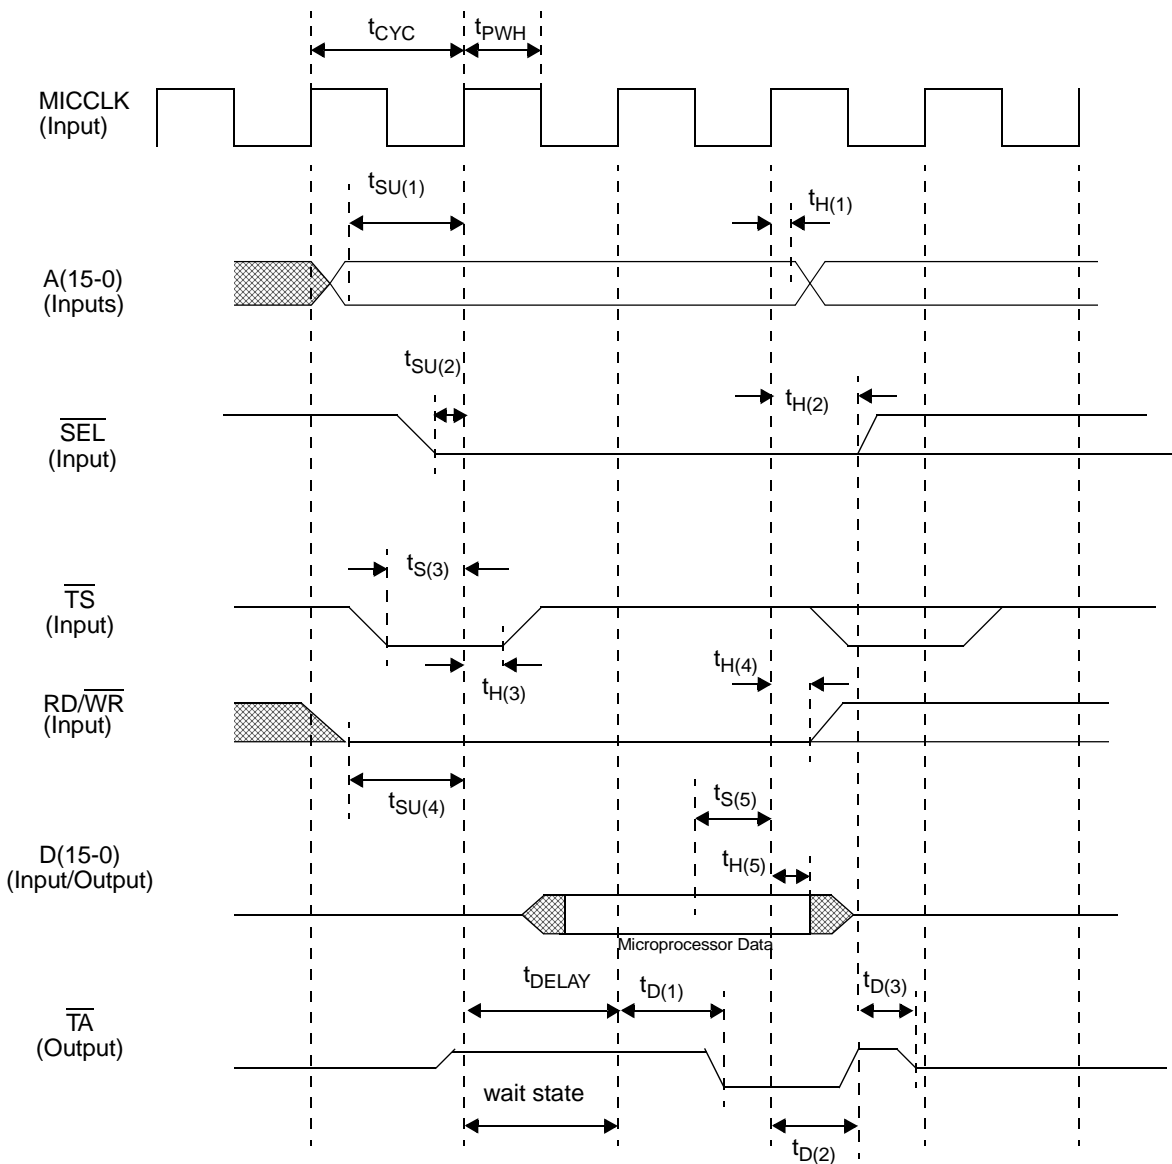 tCYC
tPWH
MICCLK
(Input)
tSU(1)
tH(1)
A(15-0)
(Inputs)
tSU(2)
tH(2)
SEL
(Input)
tS(3)
TS
(Input)
tH(3)
tH(4)
RD/WR
(Input)
tSU(4)
tS(5)
D(15-0)
(Input/Output)
tH(5)
Microprocessor Data
tDELAY
tD(1)
tD(3)
TA
(Output)
wait state
tD(2)